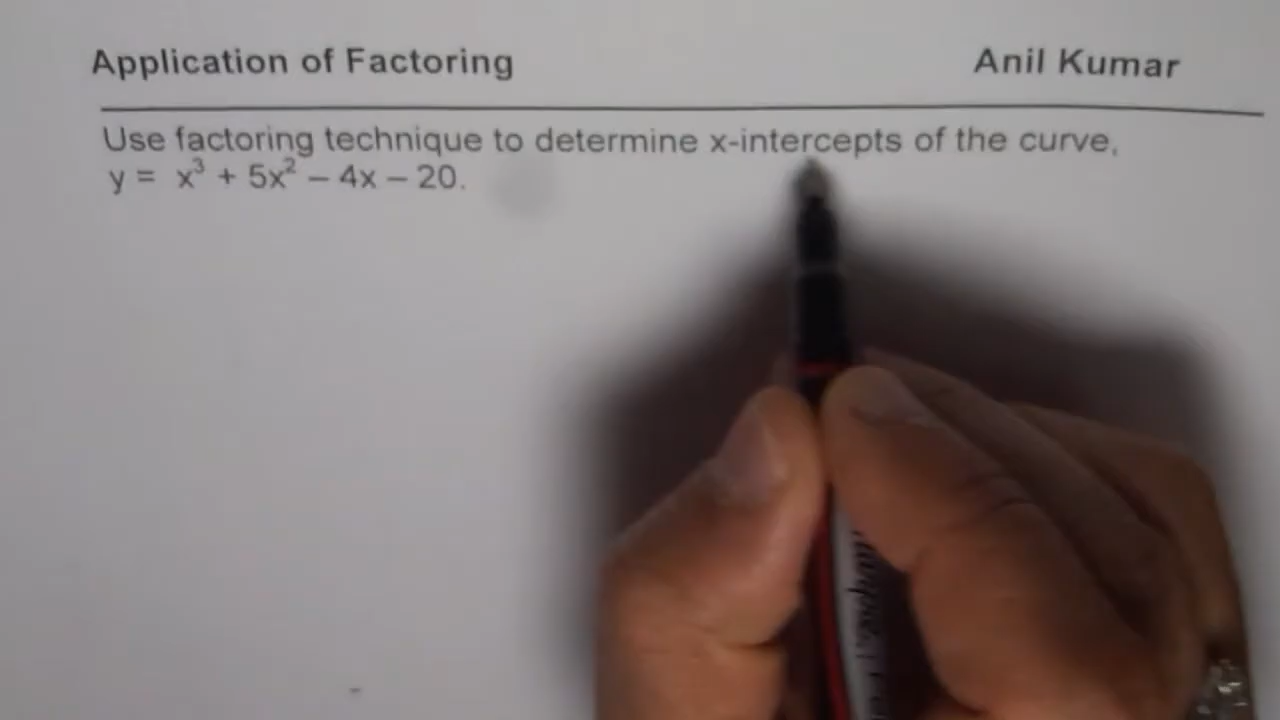 Application of Factoring
Anil Kumar
Use factoring technique to determine x-intercepts of the curve,
y = x³ + 5x² – 4x – 20.